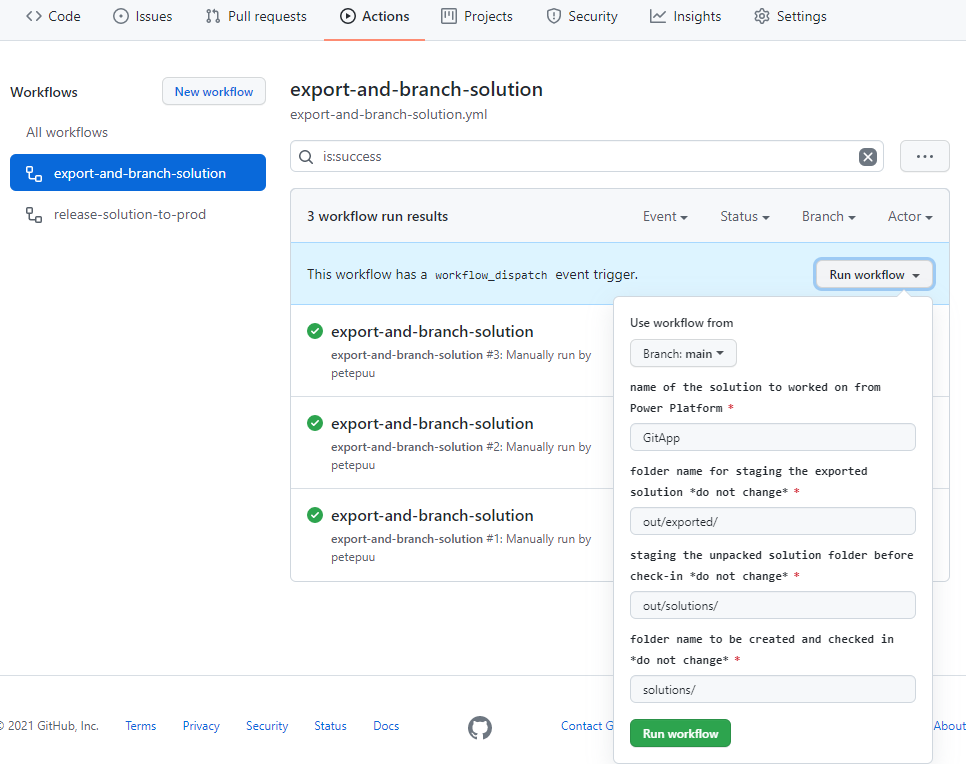 Code Issues Pull requests Actions Projects Security Insights Settings
Workflows
New workflow
All workflows
export-and-branch-solution
release-solution-to-prod
export-and-branch-solution
export-and-branch-solution.yml
is:success
3 workflow run results
Event Status Branch Actor
This workflow has a workflow_dispatch event trigger.
Run workflow
export-and-branch-solution
export-and-branch-solution #3: Manually run by
petepuu
export-and-branch-solution
export-and-branch-solution #2: Manually run by
petepuu
export-and-branch-solution
export-and-branch-solution #1: Manually run by
petepuu
Use workflow from
Branch: main
name of the solution to worked on from
Power Platform *
GitApp
folder name for staging the exported
solution *do not change* *
out/exported/
staging the unpacked solution folder before
check-in *do not change* *
out/solutions/
folder name to be created and checked in
*do not change* *
solutions/
Run workflow
© 2021 GitHub, Inc. Terms Privacy Security Status Docs Contact G About